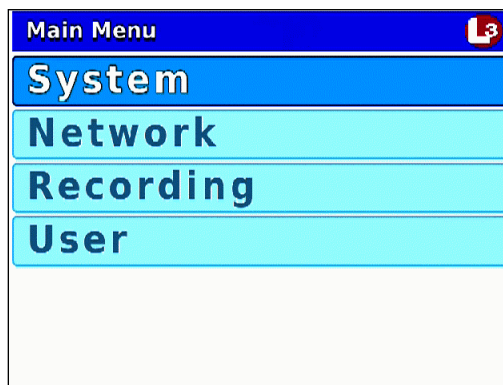 Main Menu
L3
System
Network
Recording
User